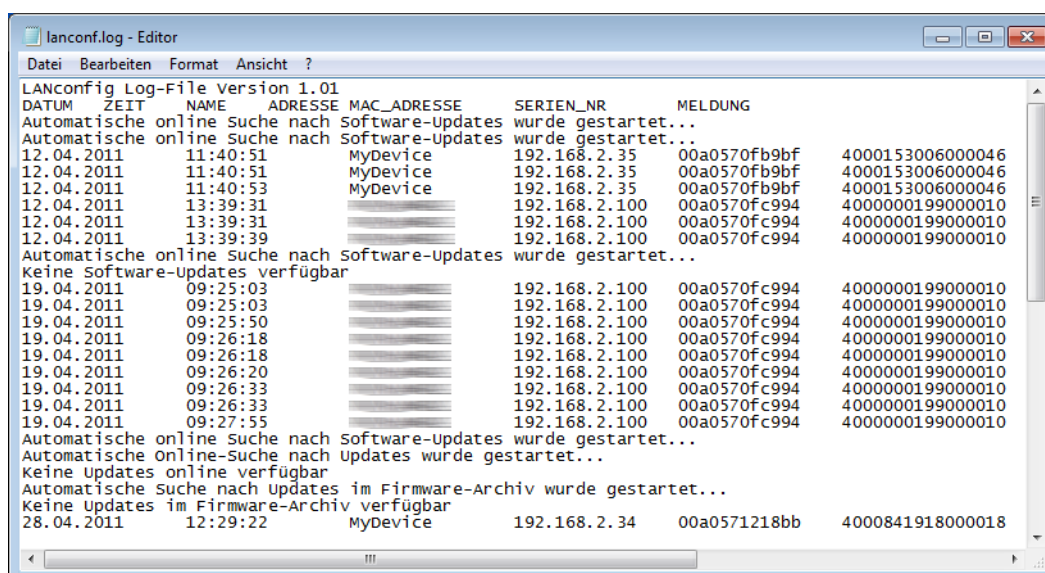 lanconf.log - Editor
Datei Bearbeiten Format Ansicht ?
LANconfig Log-File Version 1.01
DATUM ZEIT NAME ADRESSE MAC_ADRESSE SERIEN_NR MELDUNG
Automatische online Suche nach Software-Updates wurde gestartet...
Automatische online Suche nach Software-Updates wurde gestartet...
12.04.2011 11:40:51 MyDevice 192.168.2.35 00a0570fb9bf 4000153006000046
12.04.2011 11:40:51 MyDevice 192.168.2.35 00a0570fb9bf 4000153006000046
12.04.2011 11:40:53 MyDevice 192.168.2.35 00a0570fb9bf 4000153006000046
12.04.2011 13:39:31 192.168.2.100 00a0570fc994 4000000199000010
12.04.2011 13:39:31 192.168.2.100 00a0570fc994 4000000199000010
12.04.2011 13:39:39 192.168.2.100 00a0570fc994 4000000199000010
Automatische online Suche nach Software-Updates wurde gestartet...
Keine Software-Updates verfügbar
19.04.2011 09:25:03 192.168.2.100 00a0570fc994 4000000199000010
19.04.2011 09:25:03 192.168.2.100 00a0570fc994 4000000199000010
19.04.2011 09:25:50 192.168.2.100 00a0570fc994 4000000199000010
19.04.2011 09:26:18 192.168.2.100 00a0570fc994 4000000199000010
19.04.2011 09:26:18 192.168.2.100 00a0570fc994 4000000199000010
19.04.2011 09:26:20 192.168.2.100 00a0570fc994 4000000199000010
19.04.2011 09:26:33 192.168.2.100 00a0570fc994 4000000199000010
19.04.2011 09:26:33 192.168.2.100 00a0570fc994 4000000199000010
19.04.2011 09:27:55 192.168.2.100 00a0570fc994 4000000199000010
Automatische online Suche nach Software-Updates wurde gestartet...
Automatische Online-Suche nach Updates wurde gestartet...
Keine Updates online verfügbar
Automatische Suche nach Updates im Firmware-Archiv wurde gestartet...
Keine Updates im Firmware-Archiv verfügbar
28.04.2011 12:29:22 MyDevice 192.168.2.34 00a0571218bb 4000841918000018